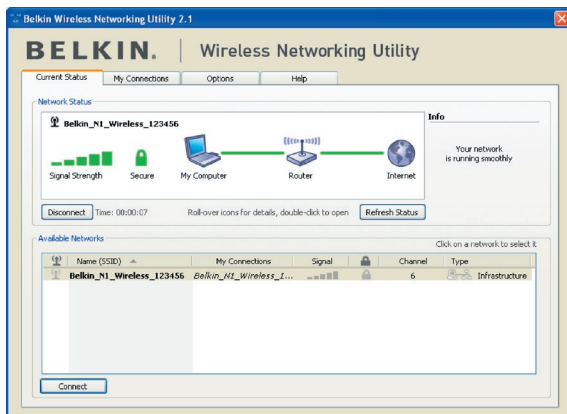 Belkin Wireless Networking Utility 2.1
BELKIN. | Wireless Networking Utility
Current Status My Connections Options Help
Network Status
Belkin_N1_Wireless_123456
Info
Your network
is running smoothly
Signal Strength Secure My Computer Router Internet
Disconnect Time: 00:00:07 Roll-over icons for details, double-click to open Refresh Status
Available Networks
Click on a network to select it
Name (SSID) My Connections Signal Channel Type
Belkin_N1_Wireless_123456 Belkin_N1_Wireless_1... 6 Infrastructure
Connect